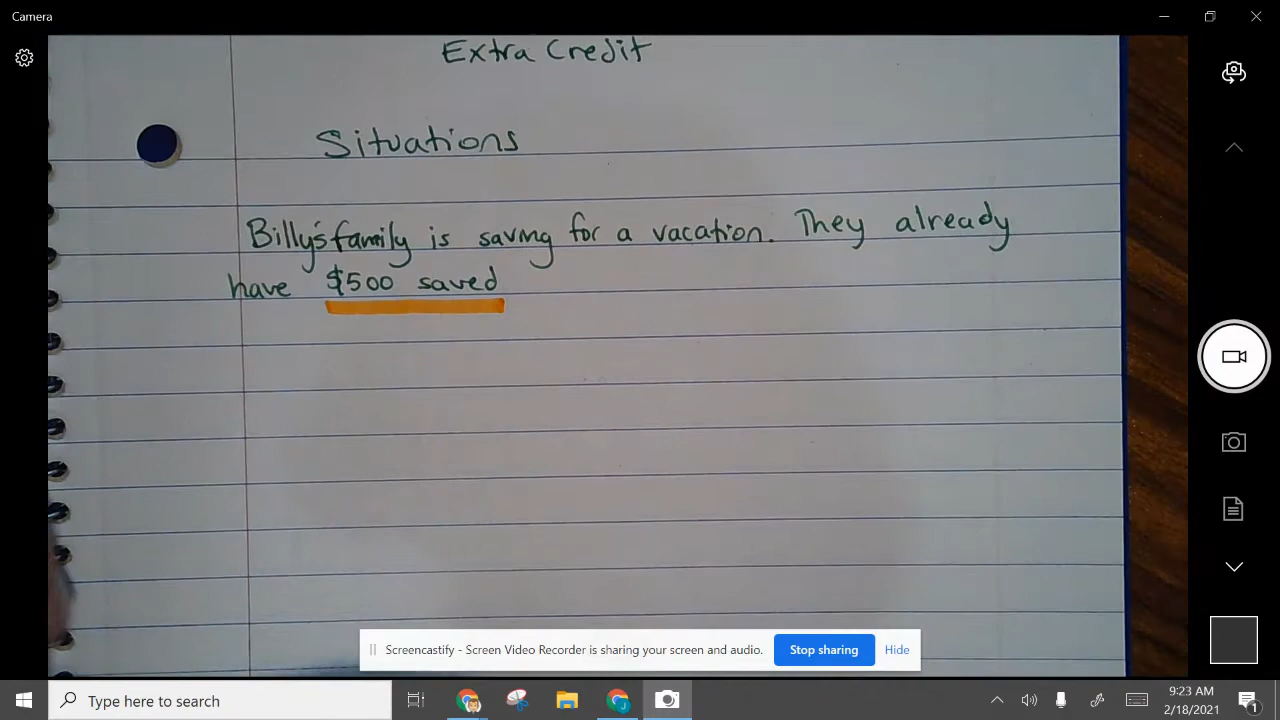 Camera
Extra Credit
Situations
Billy's family is saving for a vacation. They already
have $500 saved
Screencastify - Screen Video Recorder is sharing your screen and audio.
Stop sharing
Hide
Type here to search
9:23 AM
2/18/2021
1